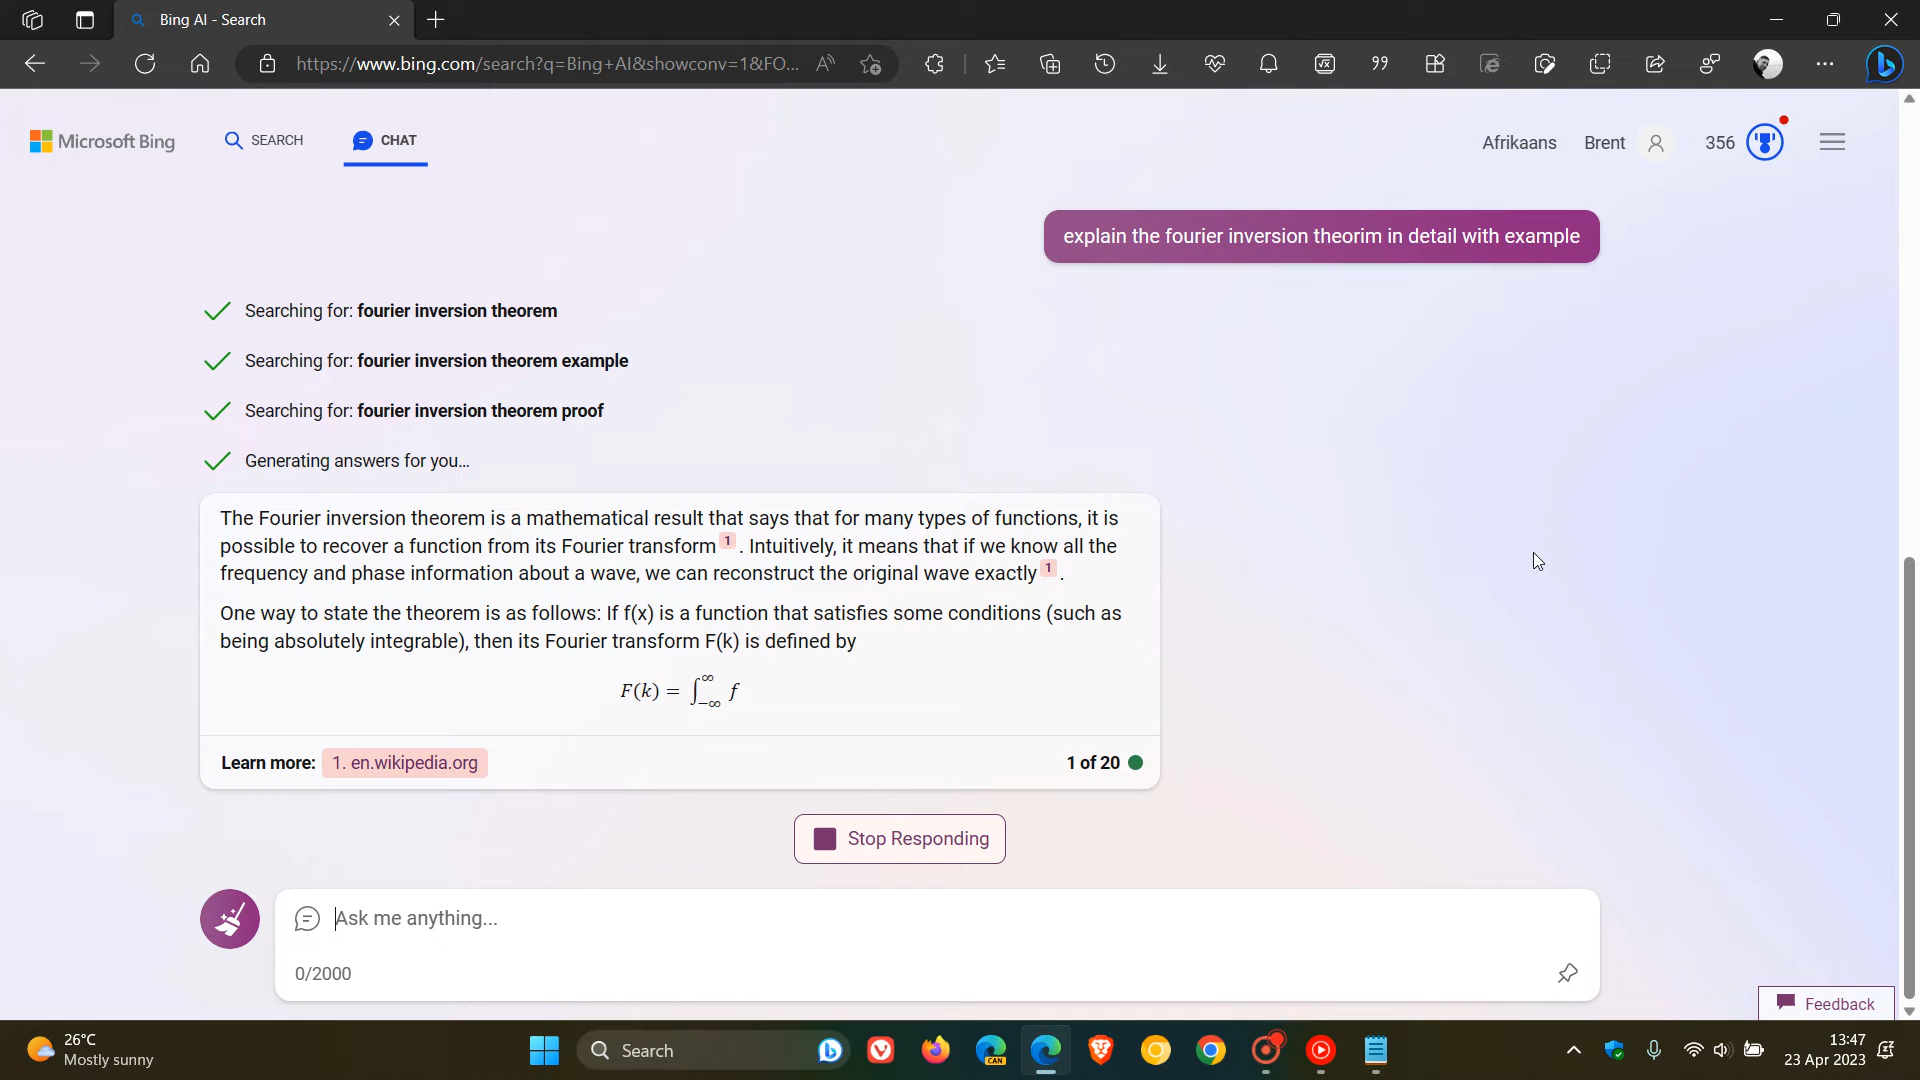 Bing AI - Search
https://www.bing.com/search?q=Bing+AI&showconv=1&FO...
Microsoft Bing
SEARCH
CHAT
Afrikaans
Brent
356
explain the fourier inversion theorim in detail with example
Searching for: fourier inversion theorem
Searching for: fourier inversion theorem example
Searching for: fourier inversion theorem proof
Generating answers for you...
The Fourier inversion theorem is a mathematical result that says that for many types of functions, it is
possible to recover a function from its Fourier transform 1 . Intuitively, it means that if we know all the
frequency and phase information about a wave, we can reconstruct the original wave exactly 1 .
One way to state the theorem is as follows: If f(x) is a function that satisfies some conditions (such as
being absolutely integrable), then its Fourier transform F(k) is defined by
F(k) = ∫_{−∞}^{∞} f
Learn more: 1. en.wikipedia.org
1 of 20
Stop Responding
Ask me anything...
0/2000
Feedback
26°C
Mostly sunny
Search
CAN
13:47
23 Apr 2023